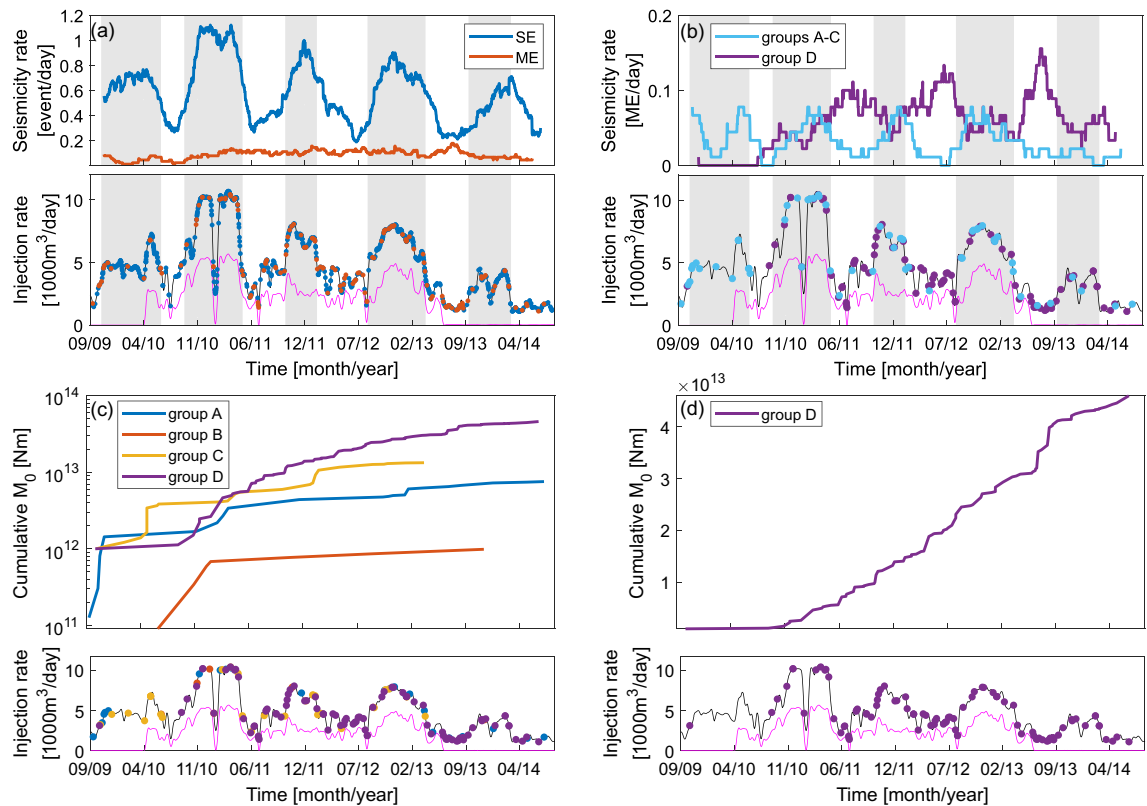 (a)
SE
ME
Seismicity rate
[event/day]
1.2
1
0.8
0.6
0.4
0.2
Injection rate
[1000m³/day]
10
5
0
09/09 04/10 11/10 06/11 12/11 07/12 02/13 09/13 04/14
Time [month/year]
(b)
groups A-C
group D
Seismicity rate
[ME/day]
0.2
0.1
0
Injection rate
[1000m³/day]
10
5
0
09/09 04/10 11/10 06/11 12/11 07/12 02/13 09/13 04/14
Time [month/year]
(c)
group A
group B
group C
group D
Cumulative M₀ [Nm]
10¹⁴
10¹³
10¹²
10¹¹
Injection rate
[1000m³/day]
10
5
0
09/09 04/10 11/10 06/11 12/11 07/12 02/13 09/13 04/14
Time [month/year]
× 10¹³
(d)
group D
Cumulative M₀ [Nm]
4
3
2
1
Injection rate
[1000m³/day]
10
5
0
09/09 04/10 11/10 06/11 12/11 07/12 02/13 09/13 04/14
Time [month/year]